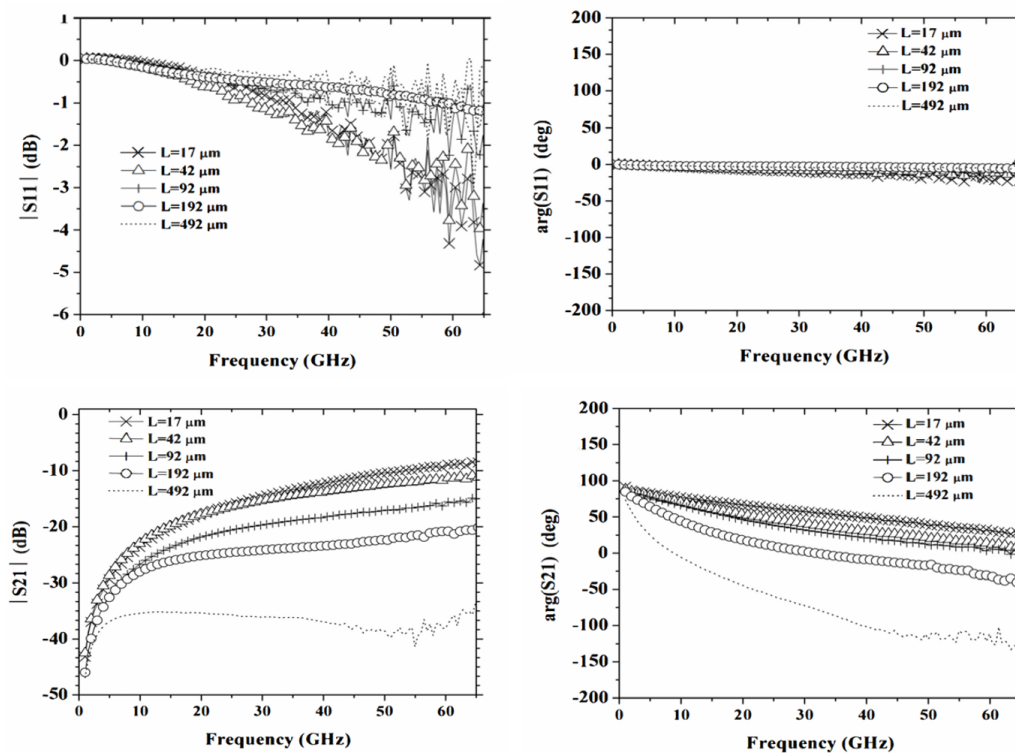 1
0
-1
-2
-3
-4
-5
-6
|S11| (dB)
L=17 µm
L=42 µm
L=92 µm
L=192 µm
L=492 µm
0 10 20 30 40 50 60
Frequency (GHz)
200
150
100
50
0
-50
-100
-150
-200
arg(S11) (deg)
L=17 µm
L=42 µm
L=92 µm
L=192 µm
L=492 µm
0 10 20 30 40 50 60
Frequency (GHz)
0
-10
-20
-30
-40
-50
|S21| (dB)
L=17 µm
L=42 µm
L=92 µm
L=192 µm
L=492 µm
0 10 20 30 40 50 60
Frequency (GHz)
200
150
100
50
0
-50
-100
-150
-200
arg(S21) (deg)
L=17 µm
L=42 µm
L=92 µm
L=192 µm
L=492 µm
0 10 20 30 40 50 60
Frequency (GHz)